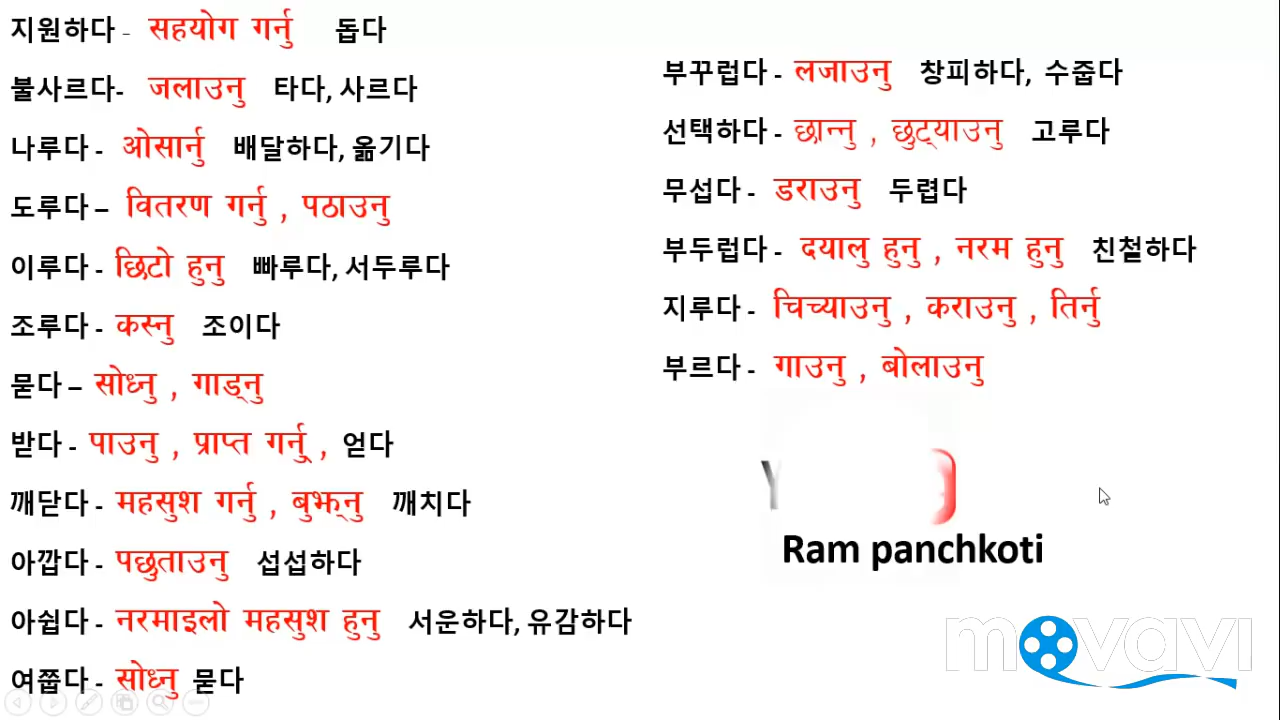 지원하다 - सहयोग गर्नु 돕다
불사르다- जलाउनु 타다, 사르다
나루다 - ओसार्नु 배달하다, 옮기다
도루다 – वितरण गर्नु , पठाउनु
이루다 - छिटो हुनु 빠루다, 서두루다
조루다 - कस्नु 조이다
묻다 – सोध्नु , गाड्नु
받다 - पाउनु , प्राप्त गर्नु , 얻다
깨닫다 - महसुश गर्नु , बुझ्नु 깨치다
아깝다 - पछुताउनु 섭섭하다
아쉽다 - नरमाइलो महसुश हुनु 서운하다, 유감하다
여쭙다 - सोध्नु 묻다
부꾸럽다 - लजाउनु 창피하다, 수줍다
선택하다 - छान्नु , छुट्याउनु 고루다
무섭다 - डराउनु 두렵다
부두럽다 - दयालु हुनु , नरम हुनु 친철하다
지루다 - चिच्याउनु , कराउनु , तिर्नु
부르다 - गाउनु , बोलाउनु
Ram panchkoti
movavi